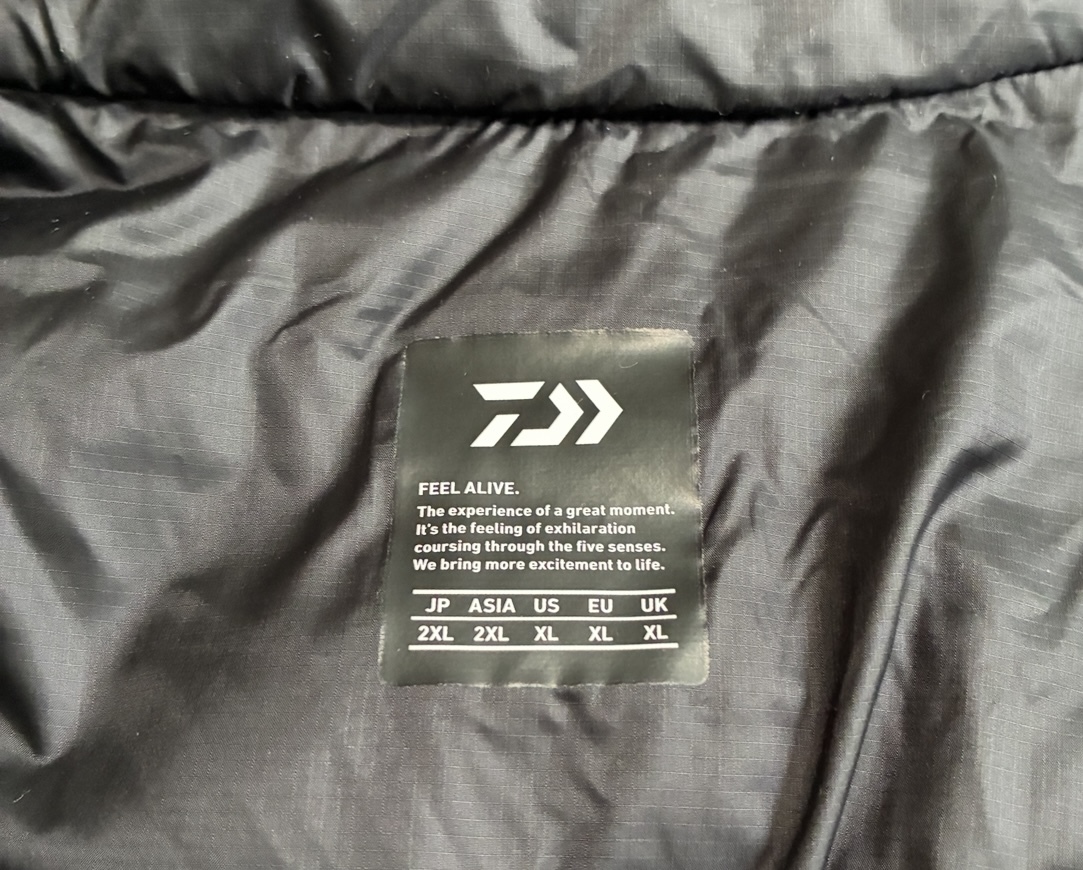 FEEL ALIVE.
The experience of a great moment.
It's the feeling of exhilaration
coursing through the five senses.
We bring more excitement to life.
JP ASIA US EU UK
2XL 2XL XL XL XL